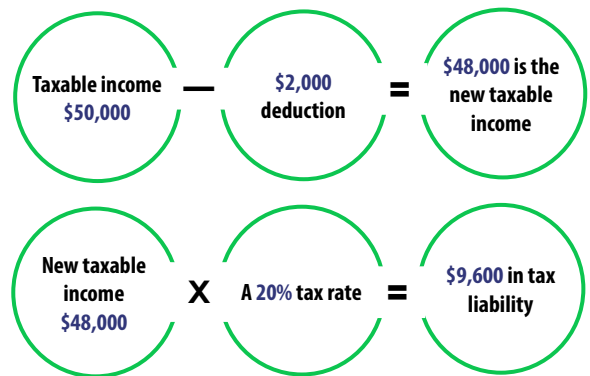 Taxable income
$50,000
—
$2,000
deduction
=
$48,000 is the
new taxable
income
New taxable
income
$48,000
X
A 20% tax rate
=
$9,600 in tax
liability